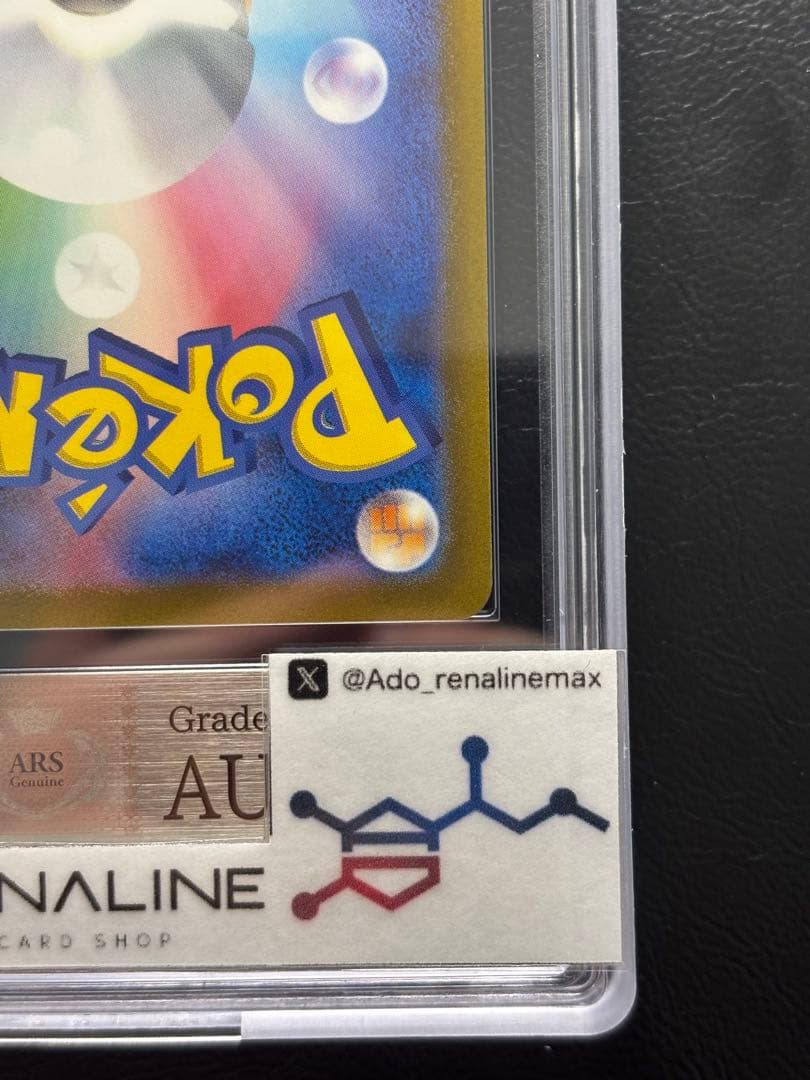 Pokém
@Ado_renalinemax
Grade
AU
ARS
Genuine
NALINE
CARD SHOP